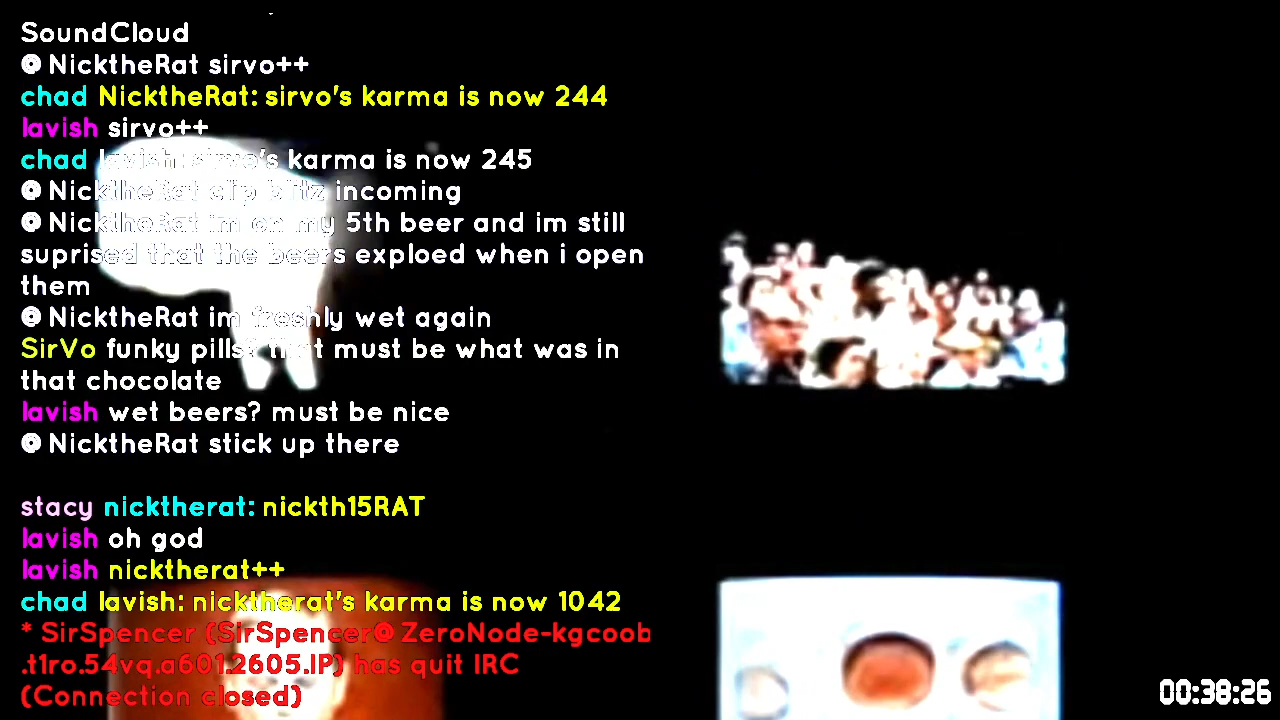 SoundCloud
@ NicktheRat sirvo++
chad NicktheRat: sirvo's karma is now 244
lavish sirvo++
chad lavish: sirvo's karma is now 245
@ NicktheRat clip blitz incoming
@ NicktheRat im on my 5th beer and im still
suprised that the beers exploed when i open
them
@ NicktheRat im freshly wet again
SirVo funky pills? that must be what was in
that chocolate
lavish wet beers? must be nice
@ NicktheRat stick up there
stacy nicktherat: nickth15RAT
lavish oh god
lavish nicktherat++
chad lavish: nicktherat's karma is now 1042
* SirSpencer (SirSpencer@ ZeroNode-kgcoob
.t1ro.54vq.a601.2605.IP) has quit IRC
(Connection closed)
00:38:26